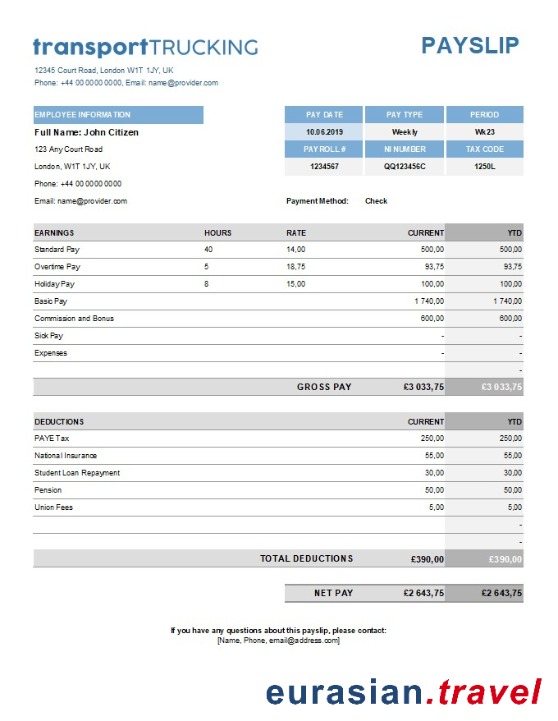 transportTRUCKING
PAYSLIP
12345 Court Road, London W1T 1JY, UK
Phone: +44 00 0000 0000, Email: name@provider.com
EMPLOYEE INFORMATION PAY DATE PAY TYPE PERIOD
Full Name: John Citizen 10.06.2019 Weekly Wk23
123 Any Court Road PAYROLL # NI NUMBER TAX CODE
London, W1T 1JY, UK 1234567 QQ123456C 1250L
Phone: +44 00 0000 0000
Email: name@provider.com Payment Method: Check
EARNINGS HOURS RATE CURRENT YTD
Standard Pay 40 14,00 500,00 500,00
Overtime Pay 5 18,75 93,75 93,75
Holiday Pay 8 15,00 100,00 100,00
Basic Pay 1 740,00 1 740,00
Commission and Bonus 600,00 600,00
Sick Pay - -
Expenses - -
-
GROSS PAY £3 033,75 £3 033,75
DEDUCTIONS CURRENT YTD
PAYE Tax 250,00 250,00
National Insurance 55,00 55,00
Student Loan Repayment 30,00 30,00
Pension 50,00 50,00
Union Fees 5,00 5,00
-
-
TOTAL DEDUCTIONS £390,00 £390,00
NET PAY £2 643,75 £2 643,75
If you have any questions about this payslip, please contact:
[Name, Phone, email@address.com]
eurasian.travel